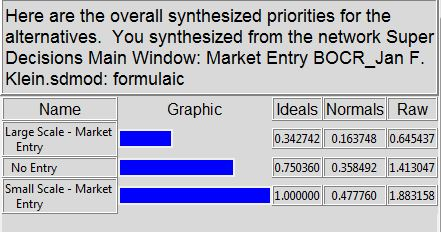 Here are the overall synthesized priorities for the
alternatives.  You synthesized from the network Super
Decisions Main Window: Market Entry BOCR_Jan F.
Klein.sdmod: formulaic
Name Graphic Ideals Normals Raw
Large Scale - Market
Entry
0.342742 0.163748 0.645437
No Entry 0.750360 0.358492 1.413047
Small Scale - Market
Entry
1.000000 0.477760 1.883158